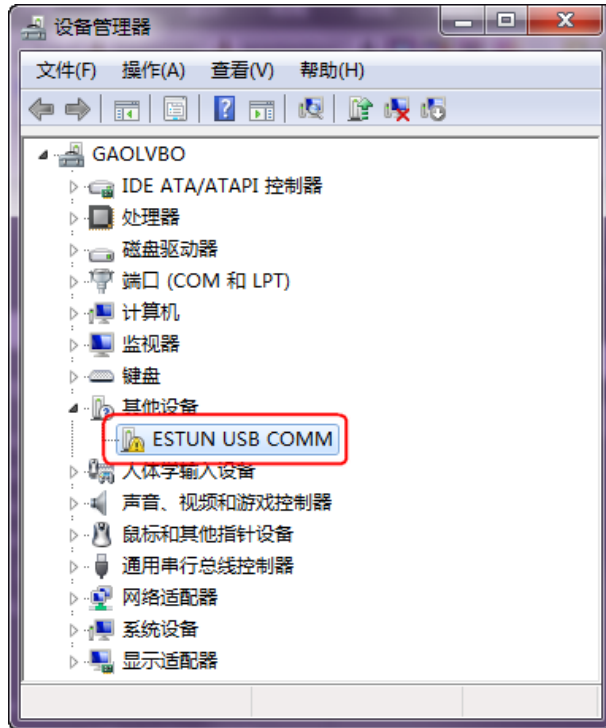 设备管理器
文件(F) 操作(A) 查看(V) 帮助(H)
GAOLVBO
IDE ATA/ATAPI 控制器
处理器
磁盘驱动器
端口 (COM 和 LPT)
计算机
监视器
键盘
其他设备
ESTUN USB COMM
人体学输入设备
声音、视频和游戏控制器
鼠标和其他指针设备
通用串行总线控制器
网络适配器
系统设备
显示适配器